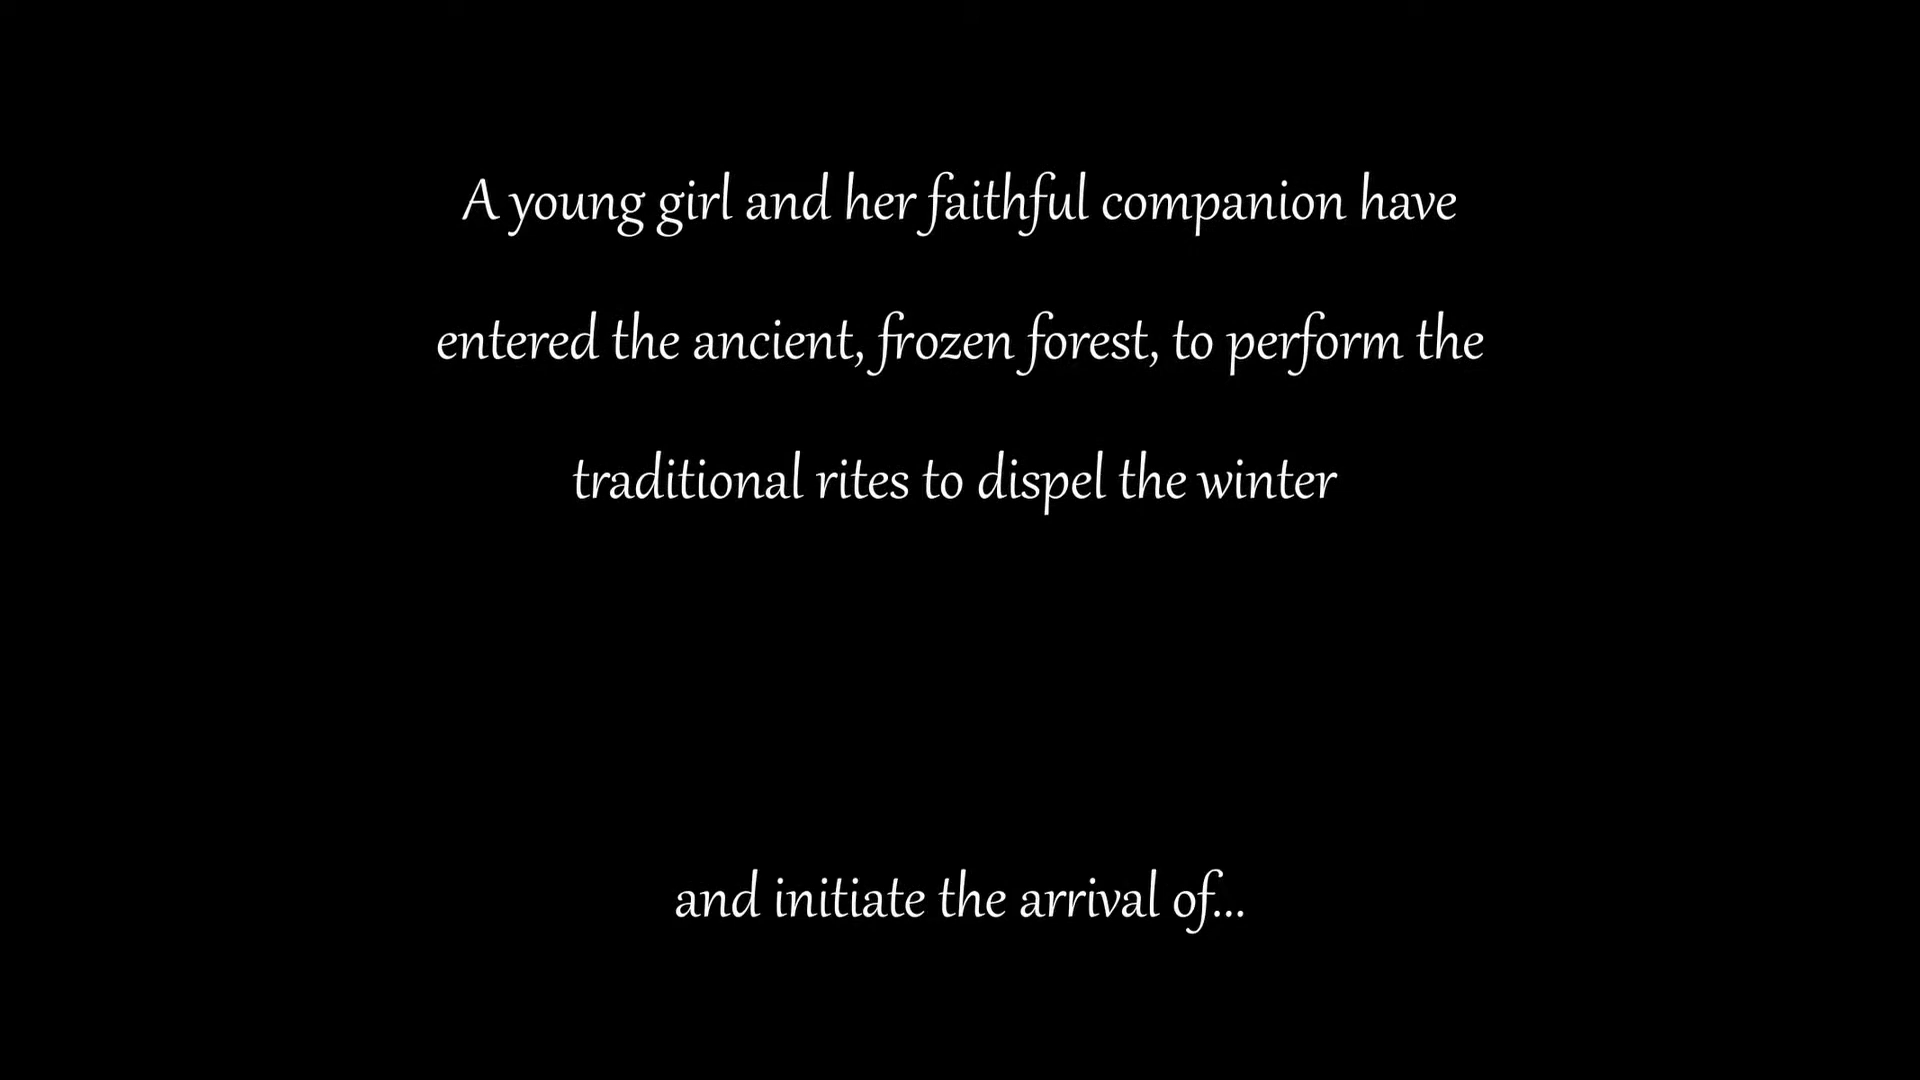 A young girl and her faithful companion have
entered the ancient, frozen forest, to perform the
traditional rites to dispel the winter
and initiate the arrival of...